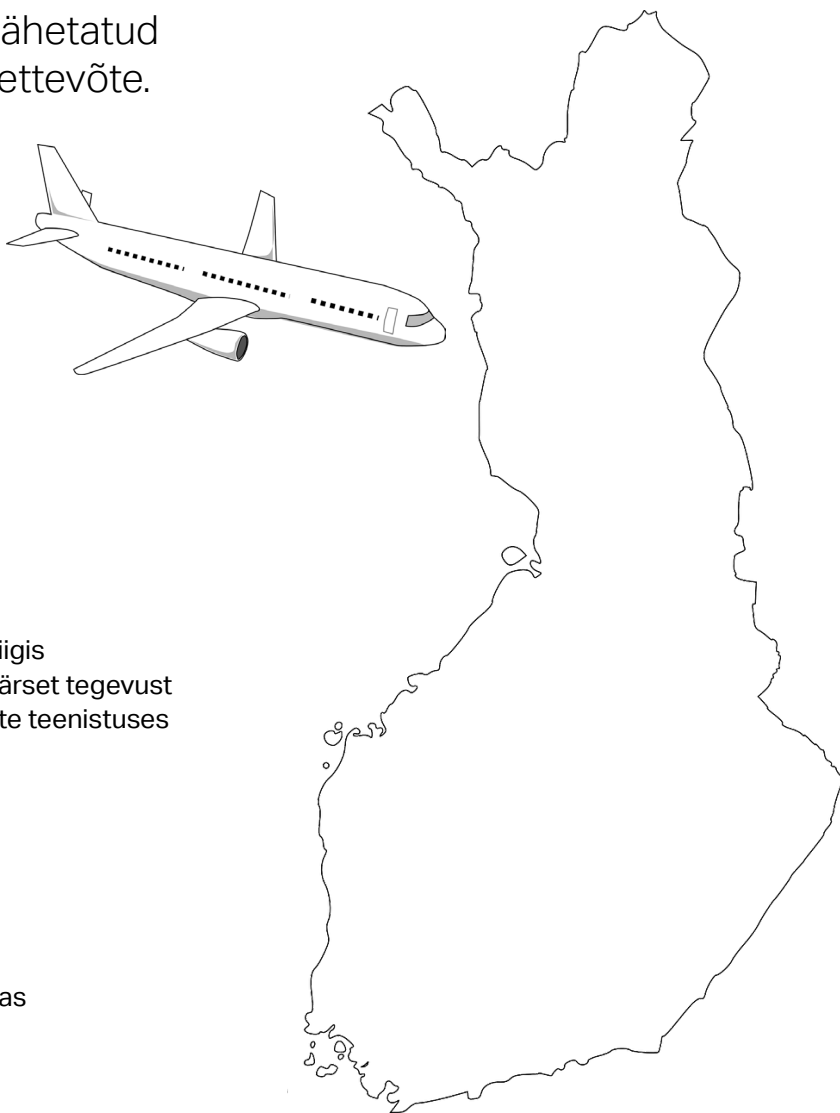 ähetatud
ettevõte.
iigis
ärset tegevust
te teenistuses
as